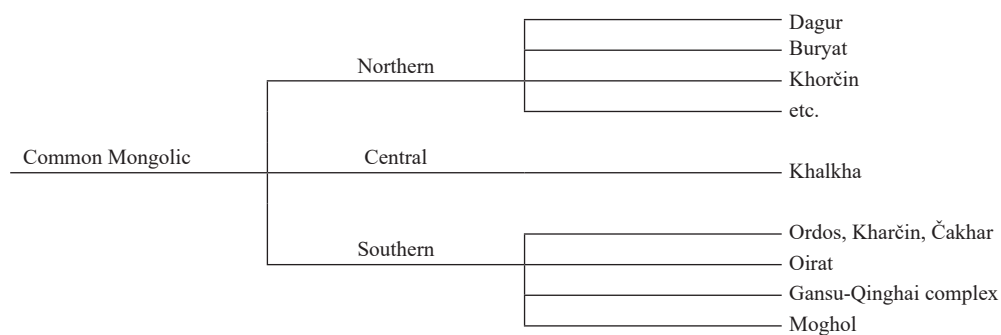 Common Mongolic
Northern
Dagur
Buryat
Khorčin
etc.
Central
Khalkha
Southern
Ordos, Kharčin, Čakhar
Oirat
Gansu-Qinghai complex
Moghol